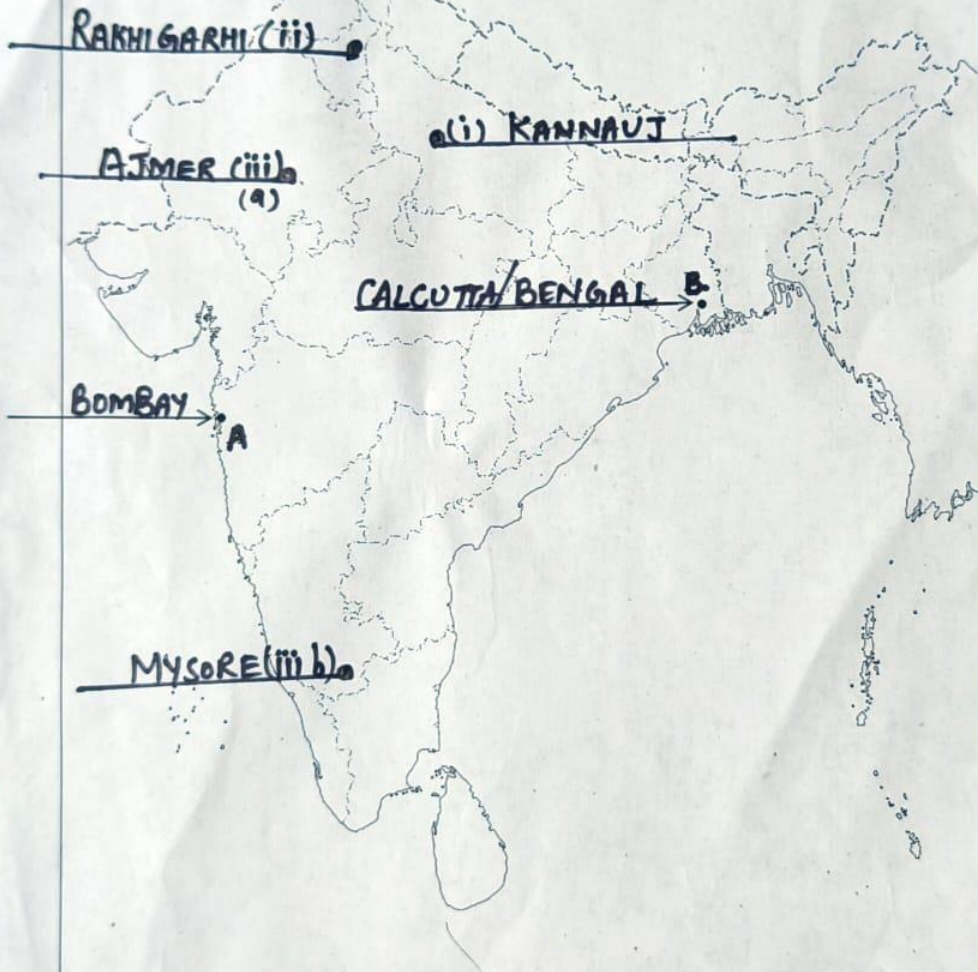 RAKHIGARHI (ii)
(i) KANNAUJ
AJMER (iii)
(a)
CALCUTTA/BENGAL B.
BOMBAY
A
MYSORE (iii b)